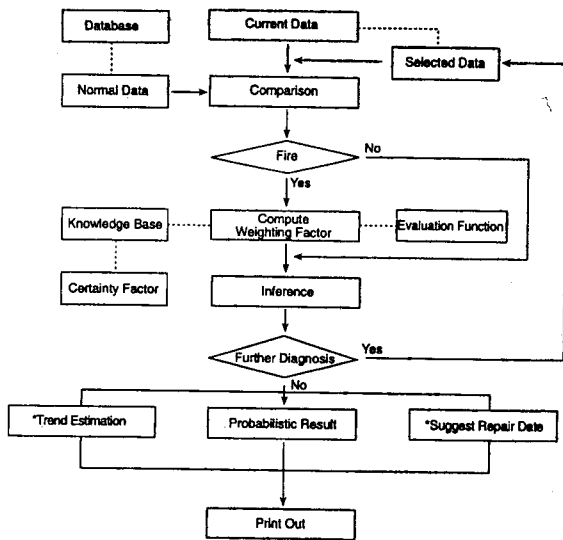 Database
Current Data
Selected Data
Normal Data
Comparison
Fire
No
Yes
Knowledge Base
Compute
Weighting Factor
Evaluation Function
Certainty Factor
Inference
Further Diagnosis
Yes
No
*Trend Estimation
Probabilistic Result
*Suggest Repair Date
Print Out